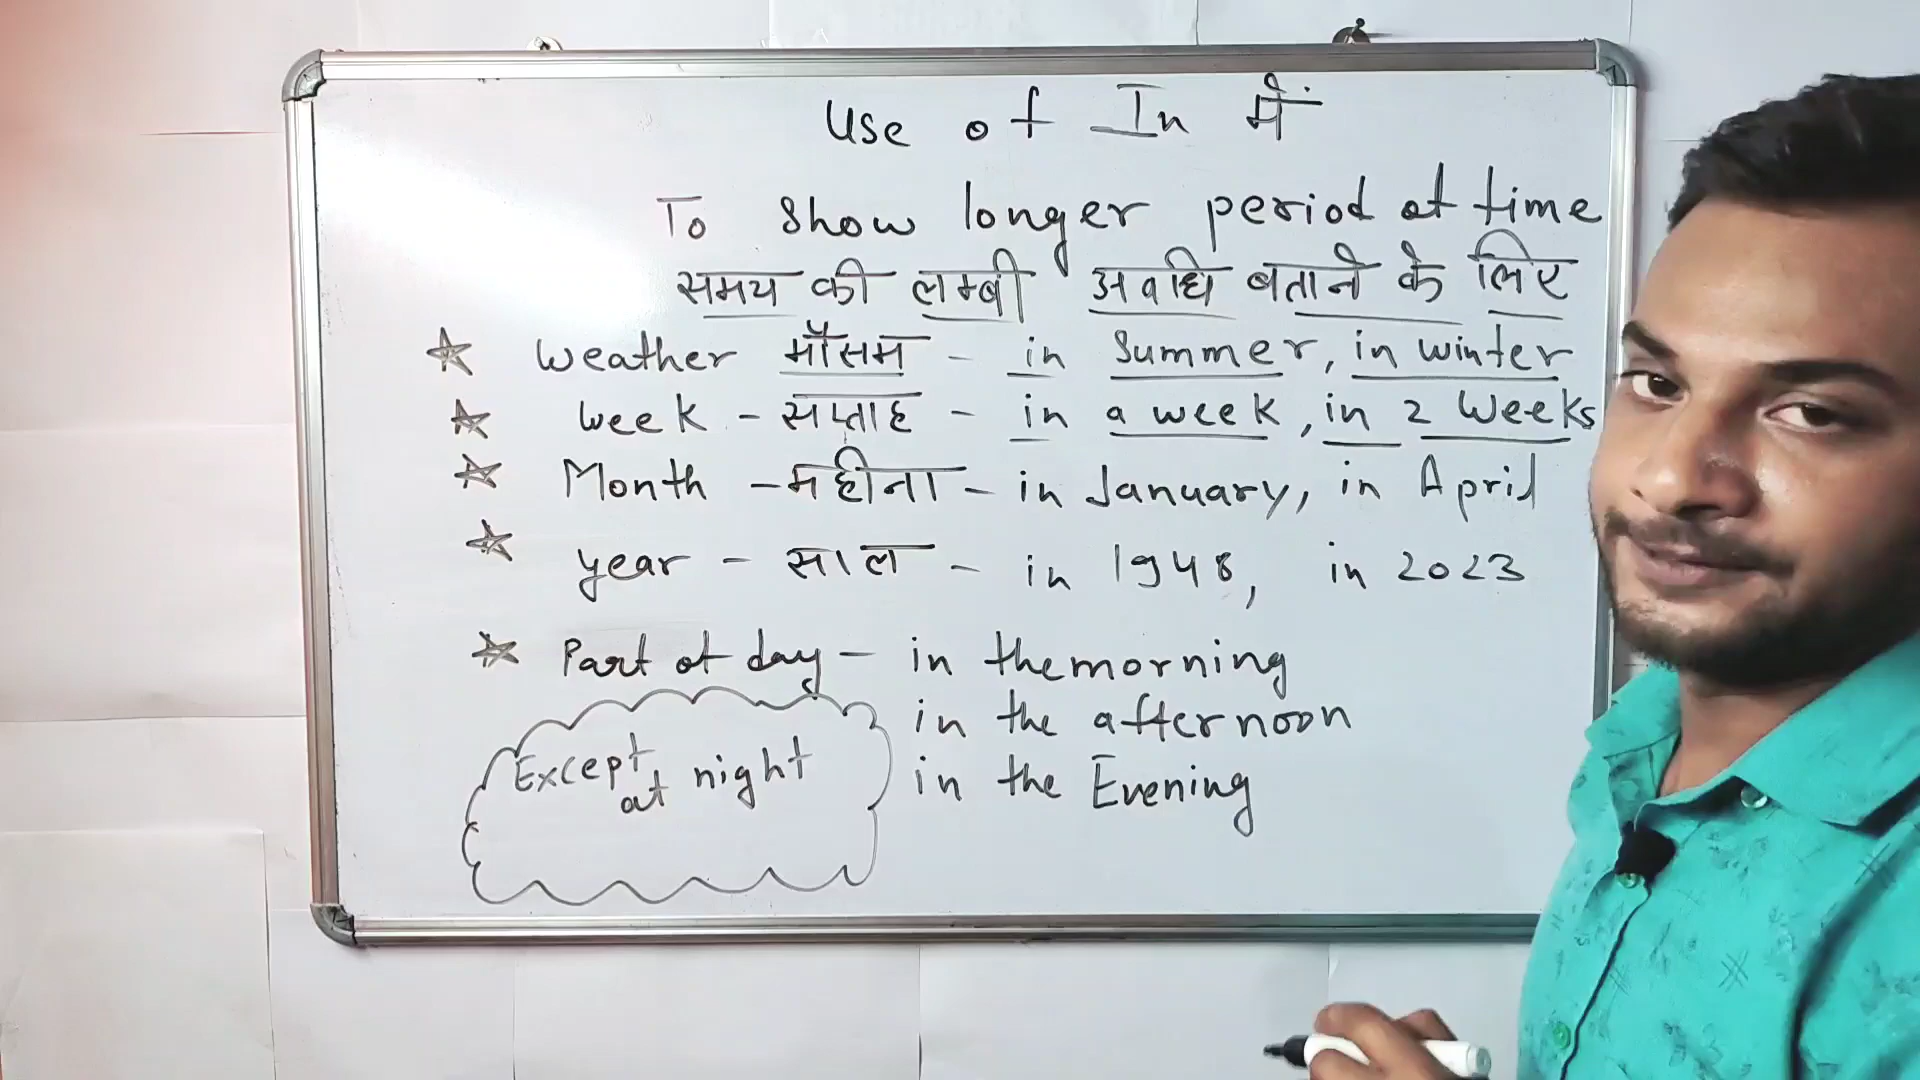 Use of In में
To show longer period of time
समय की लम्बी अवधि बताने के लिए
Weather मौसम - in Summer, in winter
Week - सप्ताह - in a week, in 2 Weeks
Month - महीना - in January, in April
year - साल - in 1948, in 2023
Part of day - in the morning
in the afternoon
in the Evening
Except at night